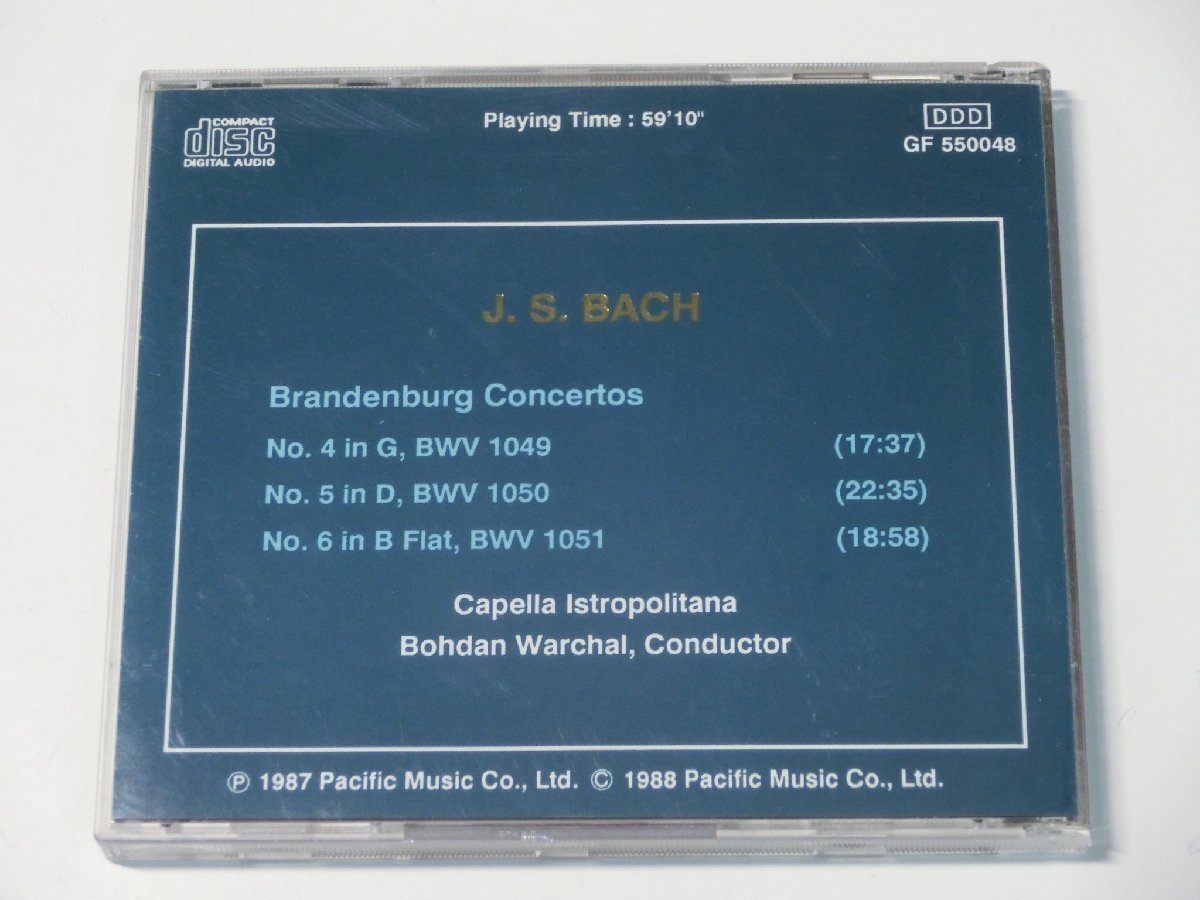 COMPACT
disc
DIGITAL AUDIO
Playing Time : 59'10"
DDD
GF 550048
J. S. BACH
Brandenburg Concertos
No. 4 in G, BWV 1049 (17:37)
No. 5 in D, BWV 1050 (22:35)
No. 6 in B Flat, BWV 1051 (18:58)
Capella Istropolitana
Bohdan Warchal, Conductor
℗ 1987 Pacific Music Co., Ltd. © 1988 Pacific Music Co., Ltd.